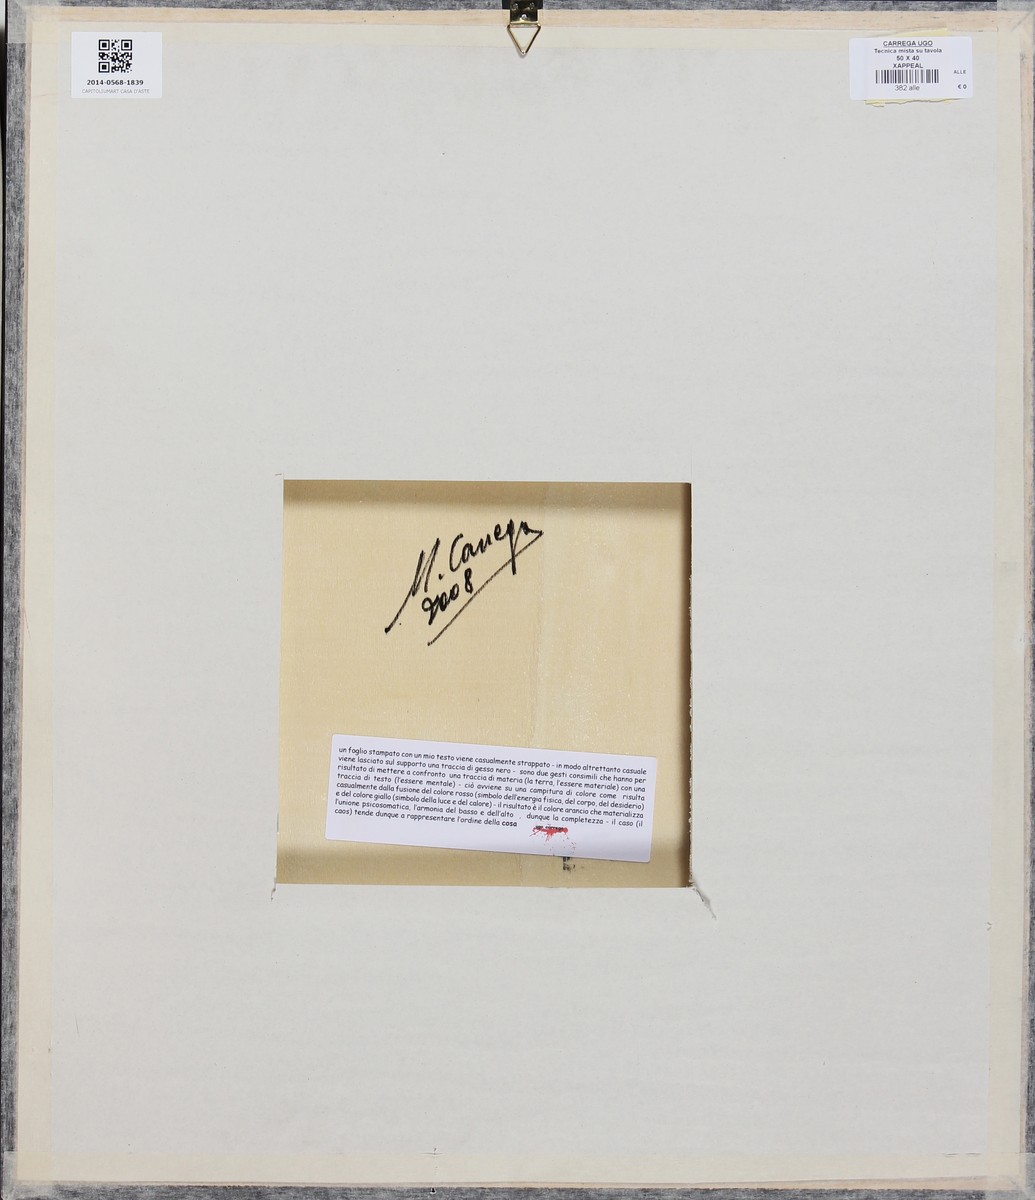 2014-0568-1839
CAPITOLIUMART CASA D'ASTE
CARREGA UGO
Tecnica mista su tavola
50 X 40
XAPPEAL
ALLE
362 alle
€ 0
U. Carrega
2008
un foglio stampato con un mio testo viene casualmente strappato - in modo altrettanto casuale
viene lasciato sul supporto una traccia di gesso nero - sono due gesti consimili che hanno per
risultato di mettere a confronto una traccia di materia (la terra, l'essere materiale) con una
traccia di testo (l'essere mentale) - ciò avviene su una campitura di colore come risulta
casualmente dalla fusione del colore rosso (simbolo dell'energia fisica, del corpo, del desiderio)
e del colore giallo (simbolo della luce e del calore) - il risultato è il colore arancio che materializza
l'unione psicosomatica, l'armonia del basso e dell'alto , dunque la completezza - il caso (il
caos) tende dunque a rappresentare l'ordine della cosa